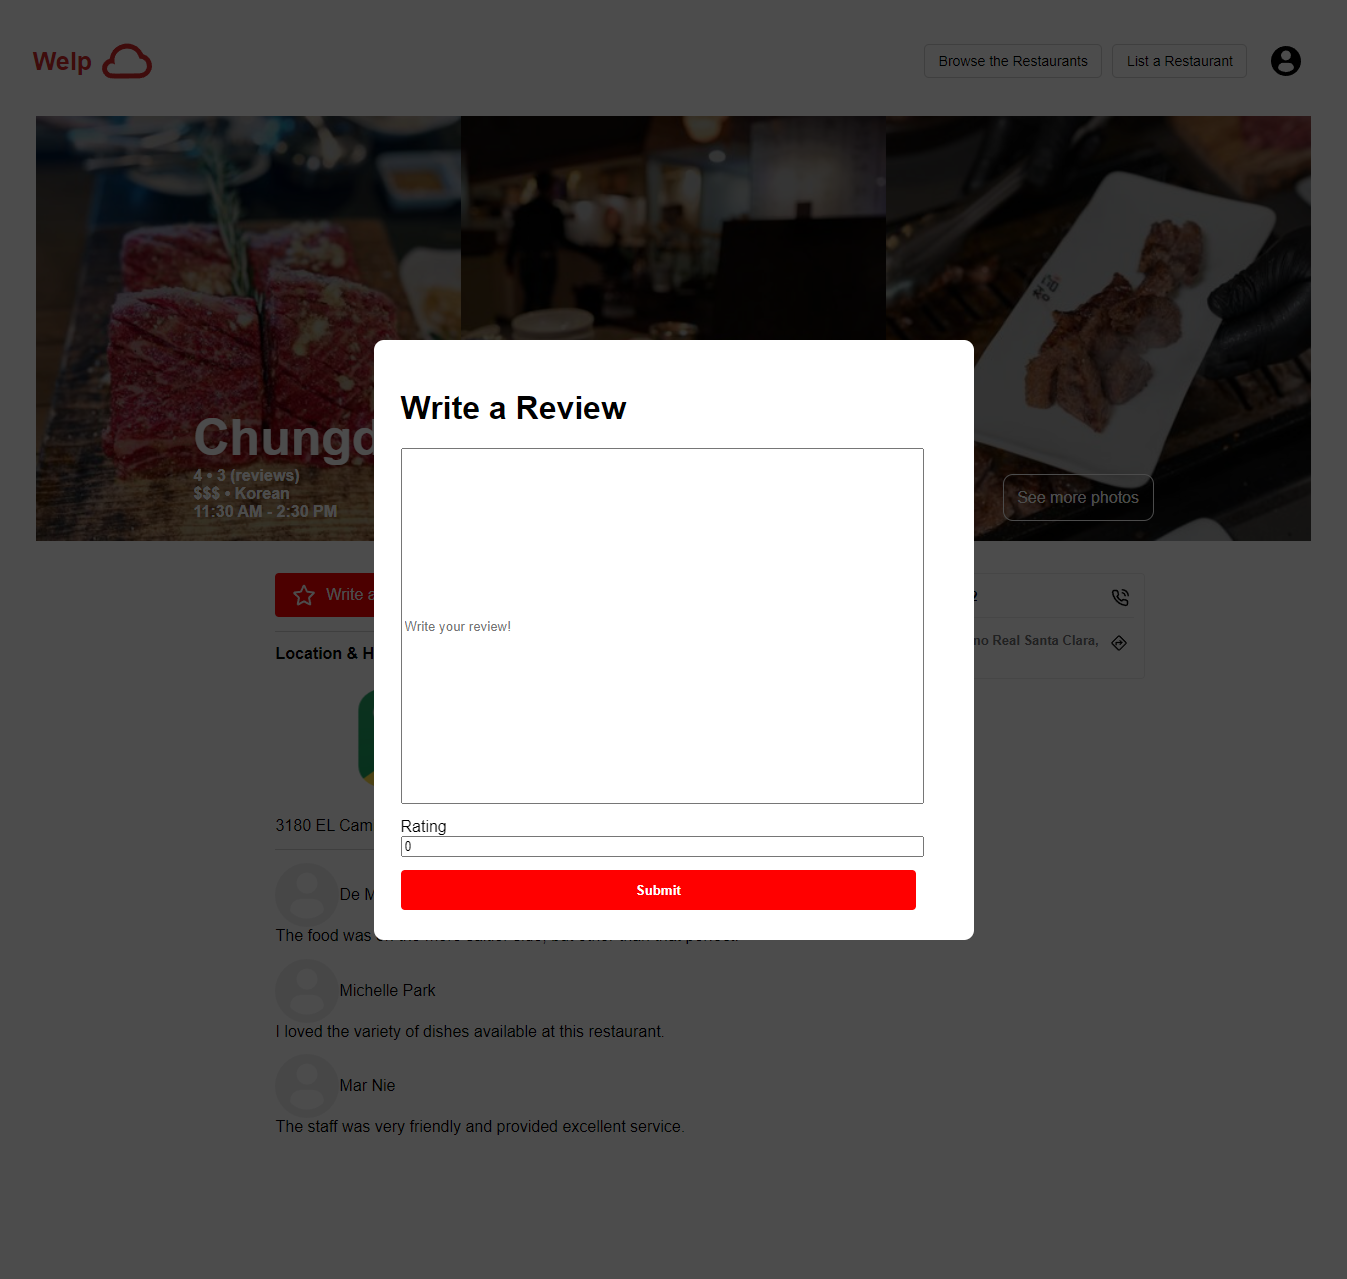 Welp
Browse the Restaurants
List a Restaurant
Chungd
4 • 3 (reviews)
$$$ • Korean
11:30 AM - 2:30 PM
See more photos
Write a Review
Write your review!
Rating
0
Submit
Write a
2
Location & H
no Real Santa Clara,
3180 EL Cam
De M
The food was
Michelle Park
I loved the variety of dishes available at this restaurant.
Mar Nie
The staff was very friendly and provided excellent service.